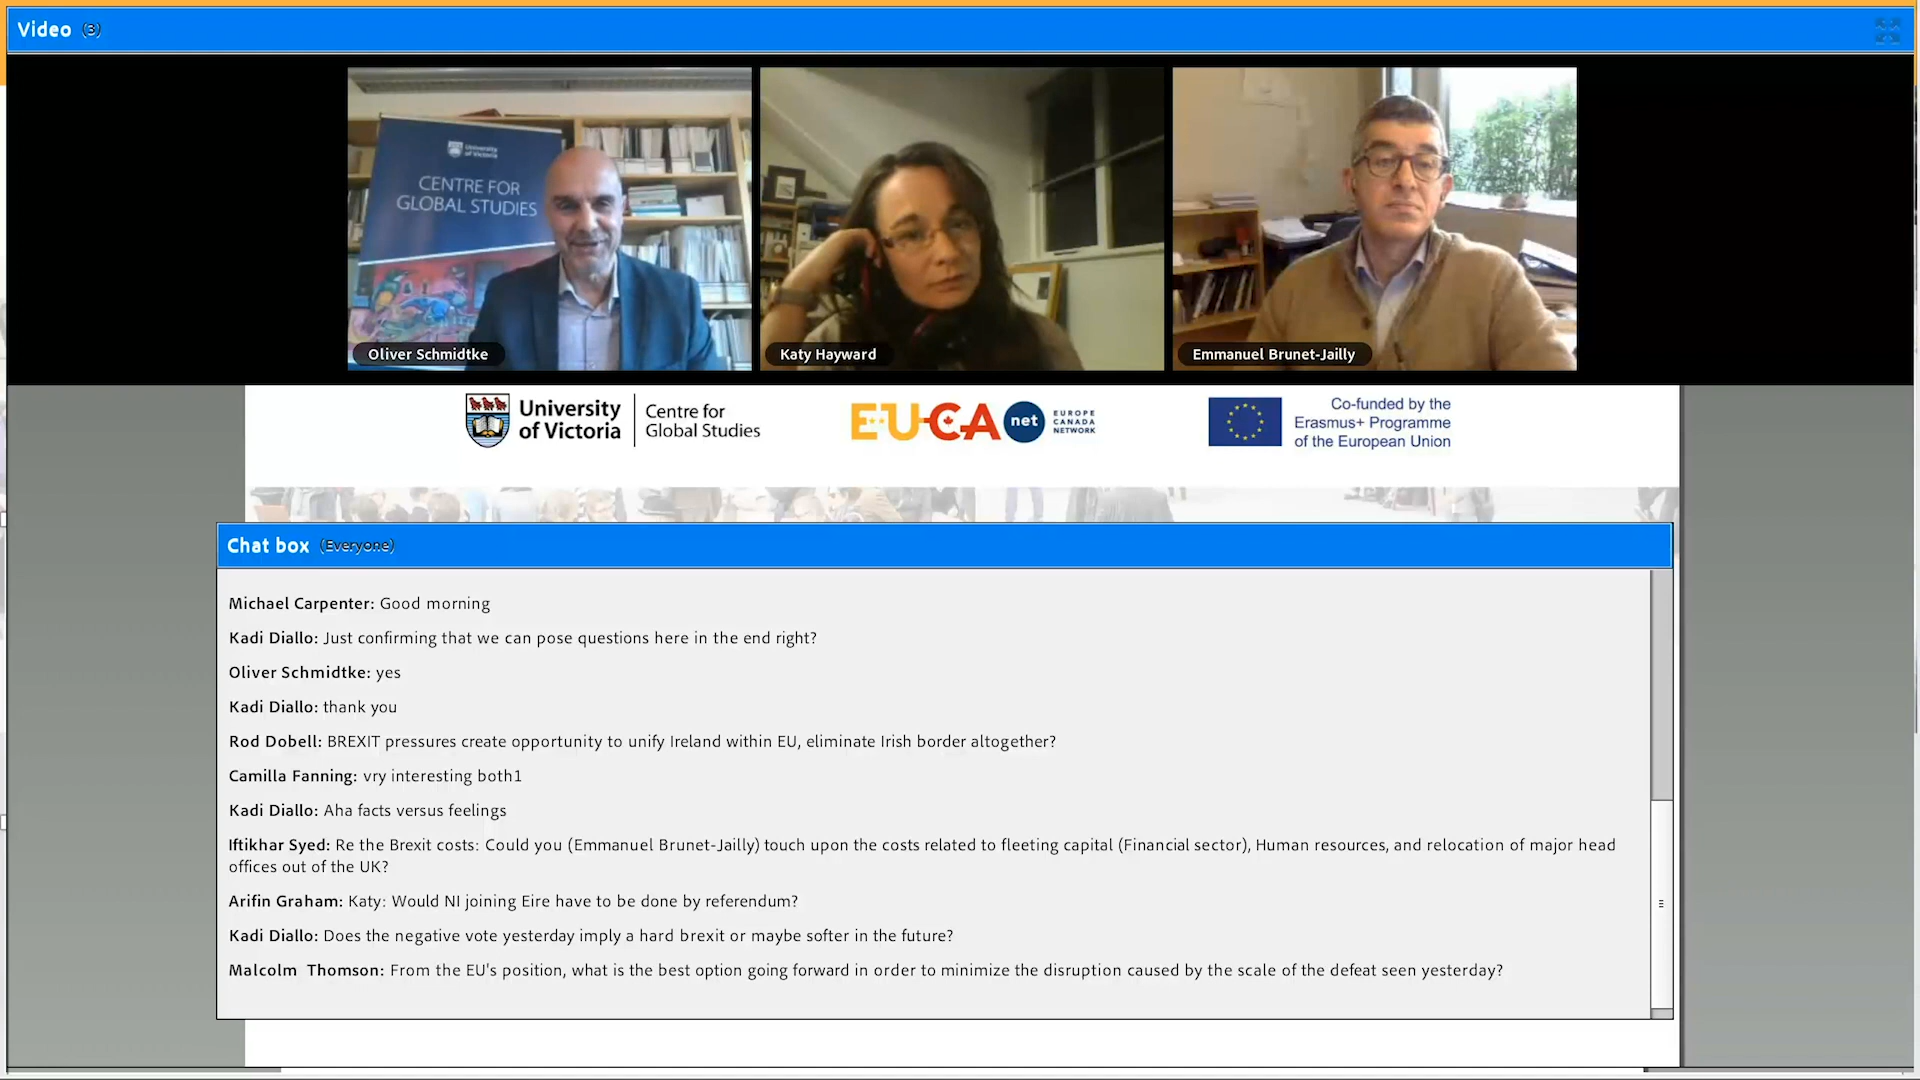 Video (3)
University
of Victoria
CENTRE FOR
GLOBAL STUDIES
Oliver Schmidtke
Katy Hayward
Emmanuel Brunet-Jailly
University
of Victoria
Centre for
Global Studies
EUCA
net
EUROPE
CANADA
NETWORK
Co-funded by the
Erasmus+ Programme
of the European Union
Chat box (Everyone)
Michael Carpenter: Good morning
Kadi Diallo: Just confirming that we can pose questions here in the end right?
Oliver Schmidtke: yes
Kadi Diallo: thank you
Rod Dobell: BREXIT pressures create opportunity to unify Ireland within EU, eliminate Irish border altogether?
Camilla Fanning: vry interesting both1
Kadi Diallo: Aha facts versus feelings
Iftikhar Syed: Re the Brexit costs: Could you (Emmanuel Brunet-Jailly) touch upon the costs related to fleeting capital (Financial sector), Human resources, and relocation of major head
offices out of the UK?
Arifin Graham: Katy: Would NI joining Eire have to be done by referendum?
Kadi Diallo: Does the negative vote yesterday imply a hard brexit or maybe softer in the future?
Malcolm Thomson: From the EU's position, what is the best option going forward in order to minimize the disruption caused by the scale of the defeat seen yesterday?